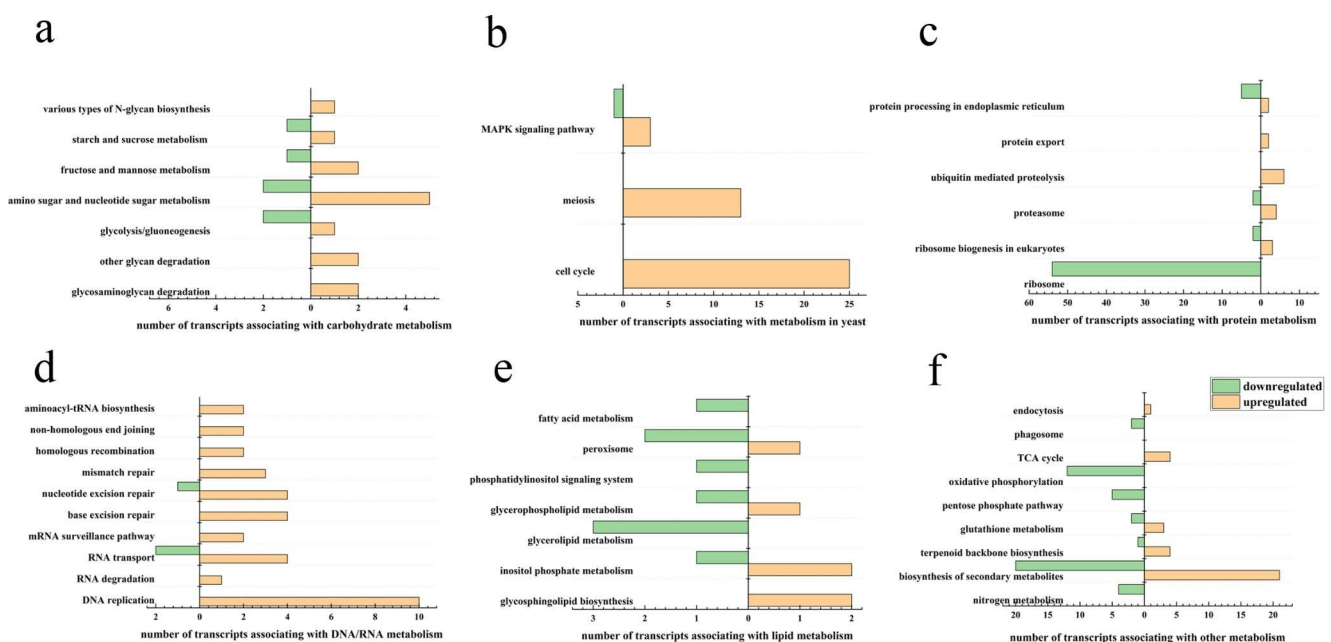 a
various types of N-glycan biosynthesis
starch and sucrose metabolism
fructose and mannose metabolism
amino sugar and nucleotide sugar metabolism
glycolysis/gluoneogenesis
other glycan degradation
glycosaminoglycan degradation
6 4 2 0 2 4
number of transcripts associating with carbohydrate metabolism
b
MAPK signaling pathway
meiosis
cell cycle
5 0 5 10 15 20 25
number of transcripts associating with metabolism in yeast
c
protein processing in endoplasmic reticulum
protein export
ubiquitin mediated proteolysis
proteasome
ribosome biogenesis in eukaryotes
ribosome
60 50 40 30 20 10 0 10
number of transcripts associating with protein metabolism
d
aminoacyl-tRNA biosynthesis
non-homologous end joining
homologous recombination
mismatch repair
nucleotide excision repair
base excision repair
mRNA surveillance pathway
RNA transport
RNA degradation
DNA replication
2 0 2 4 6 8 10
number of transcripts associating with DNA/RNA metabolism
e
fatty acid metabolism
peroxisome
phosphatidylinositol signaling system
glycerophospholipid metabolism
glycerolipid metabolism
inositol phosphate metabolism
glycosphingolipid biosynthesis
3 2 1 0 1 2
number of transcripts associating with lipid metabolism
f
downregulated
upregulated
endocytosis
phagosome
TCA cycle
oxidative phosphorylation
pentose phosphate pathway
glutathione metabolism
terpenoid backbone biosynthesis
biosynthesis of secondary metabolites
nitrogen metabolism
20 15 10 5 0 5 10 15 20
number of transcripts associating with other metabolism